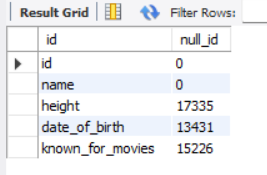 Result Grid Filter Rows:
id null_id
id 0
name 0
height 17335
date_of_birth 13431
known_for_movies 15226